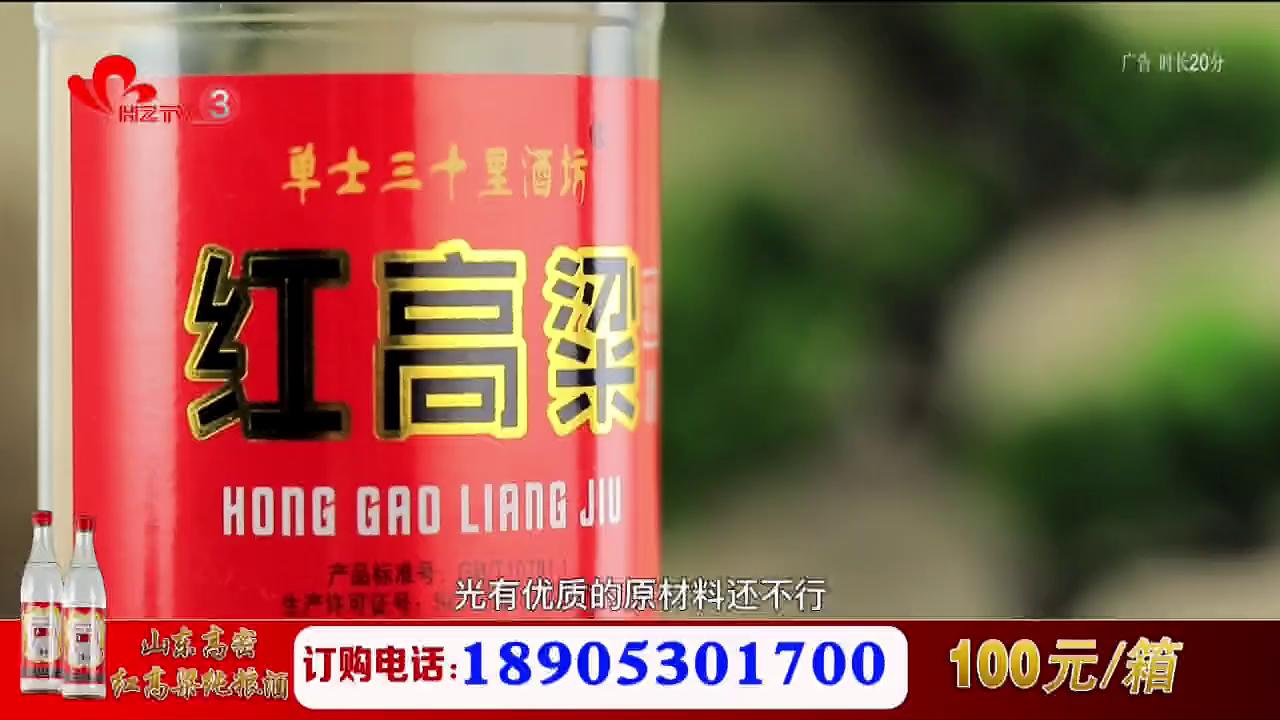 HZTV 3
广告 时长20分
单士三十里酒坊
红高粱
HONG GAO LIANG JIU
产品标准号:
生产许可证号:
光有优质的原材料还不行
山东高密
红高粱纯粮酒
订购电话:18905301700
100元/箱